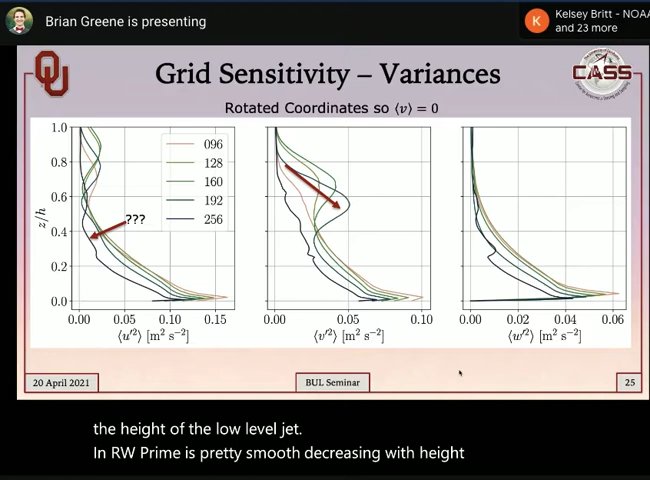 Brian Greene is presenting
K
Kelsey Britt - NOAA
and 23 more
Grid Sensitivity – Variances
CASS
Rotated Coordinates so ⟨v⟩ = 0
1.0
0.8
0.6
0.4
0.2
0.0
z/h
096
128
160
192
256
???
0.00 0.05 0.10 0.15
⟨u′²⟩ [m² s⁻²]
0.00 0.05 0.10
⟨v′²⟩ [m² s⁻²]
0.00 0.02 0.04 0.06
⟨w′²⟩ [m² s⁻²]
20 April 2021
BUL Seminar
25
the height of the low level jet.
In RW Prime is pretty smooth decreasing with height